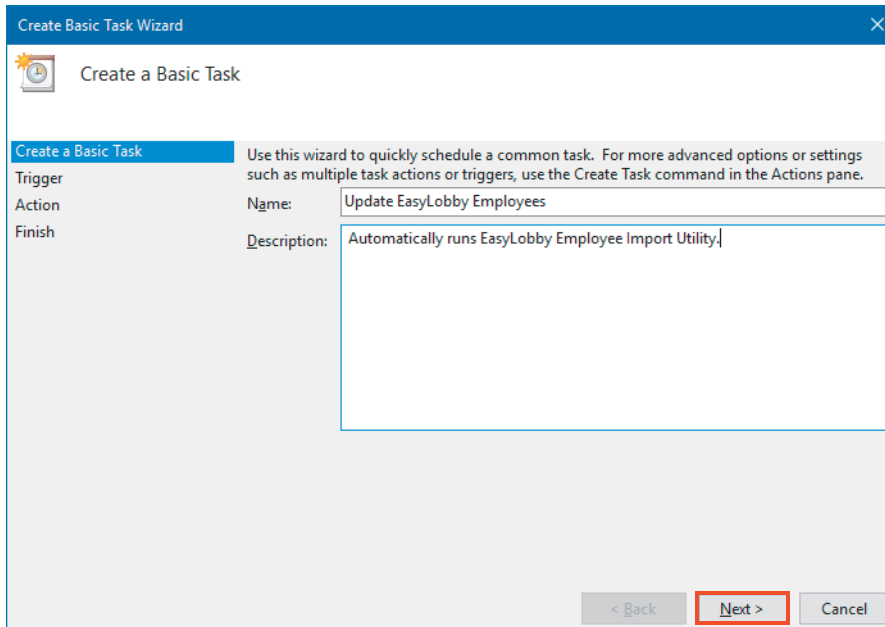 Create Basic Task Wizard
Create a Basic Task
Create a Basic Task
Trigger
Action
Finish
Use this wizard to quickly schedule a common task.  For more advanced options or settings
such as multiple task actions or triggers, use the Create Task command in the Actions pane.
Name:
Update EasyLobby Employees
Description:
Automatically runs EasyLobby Employee Import Utility.
< Back
Next >
Cancel